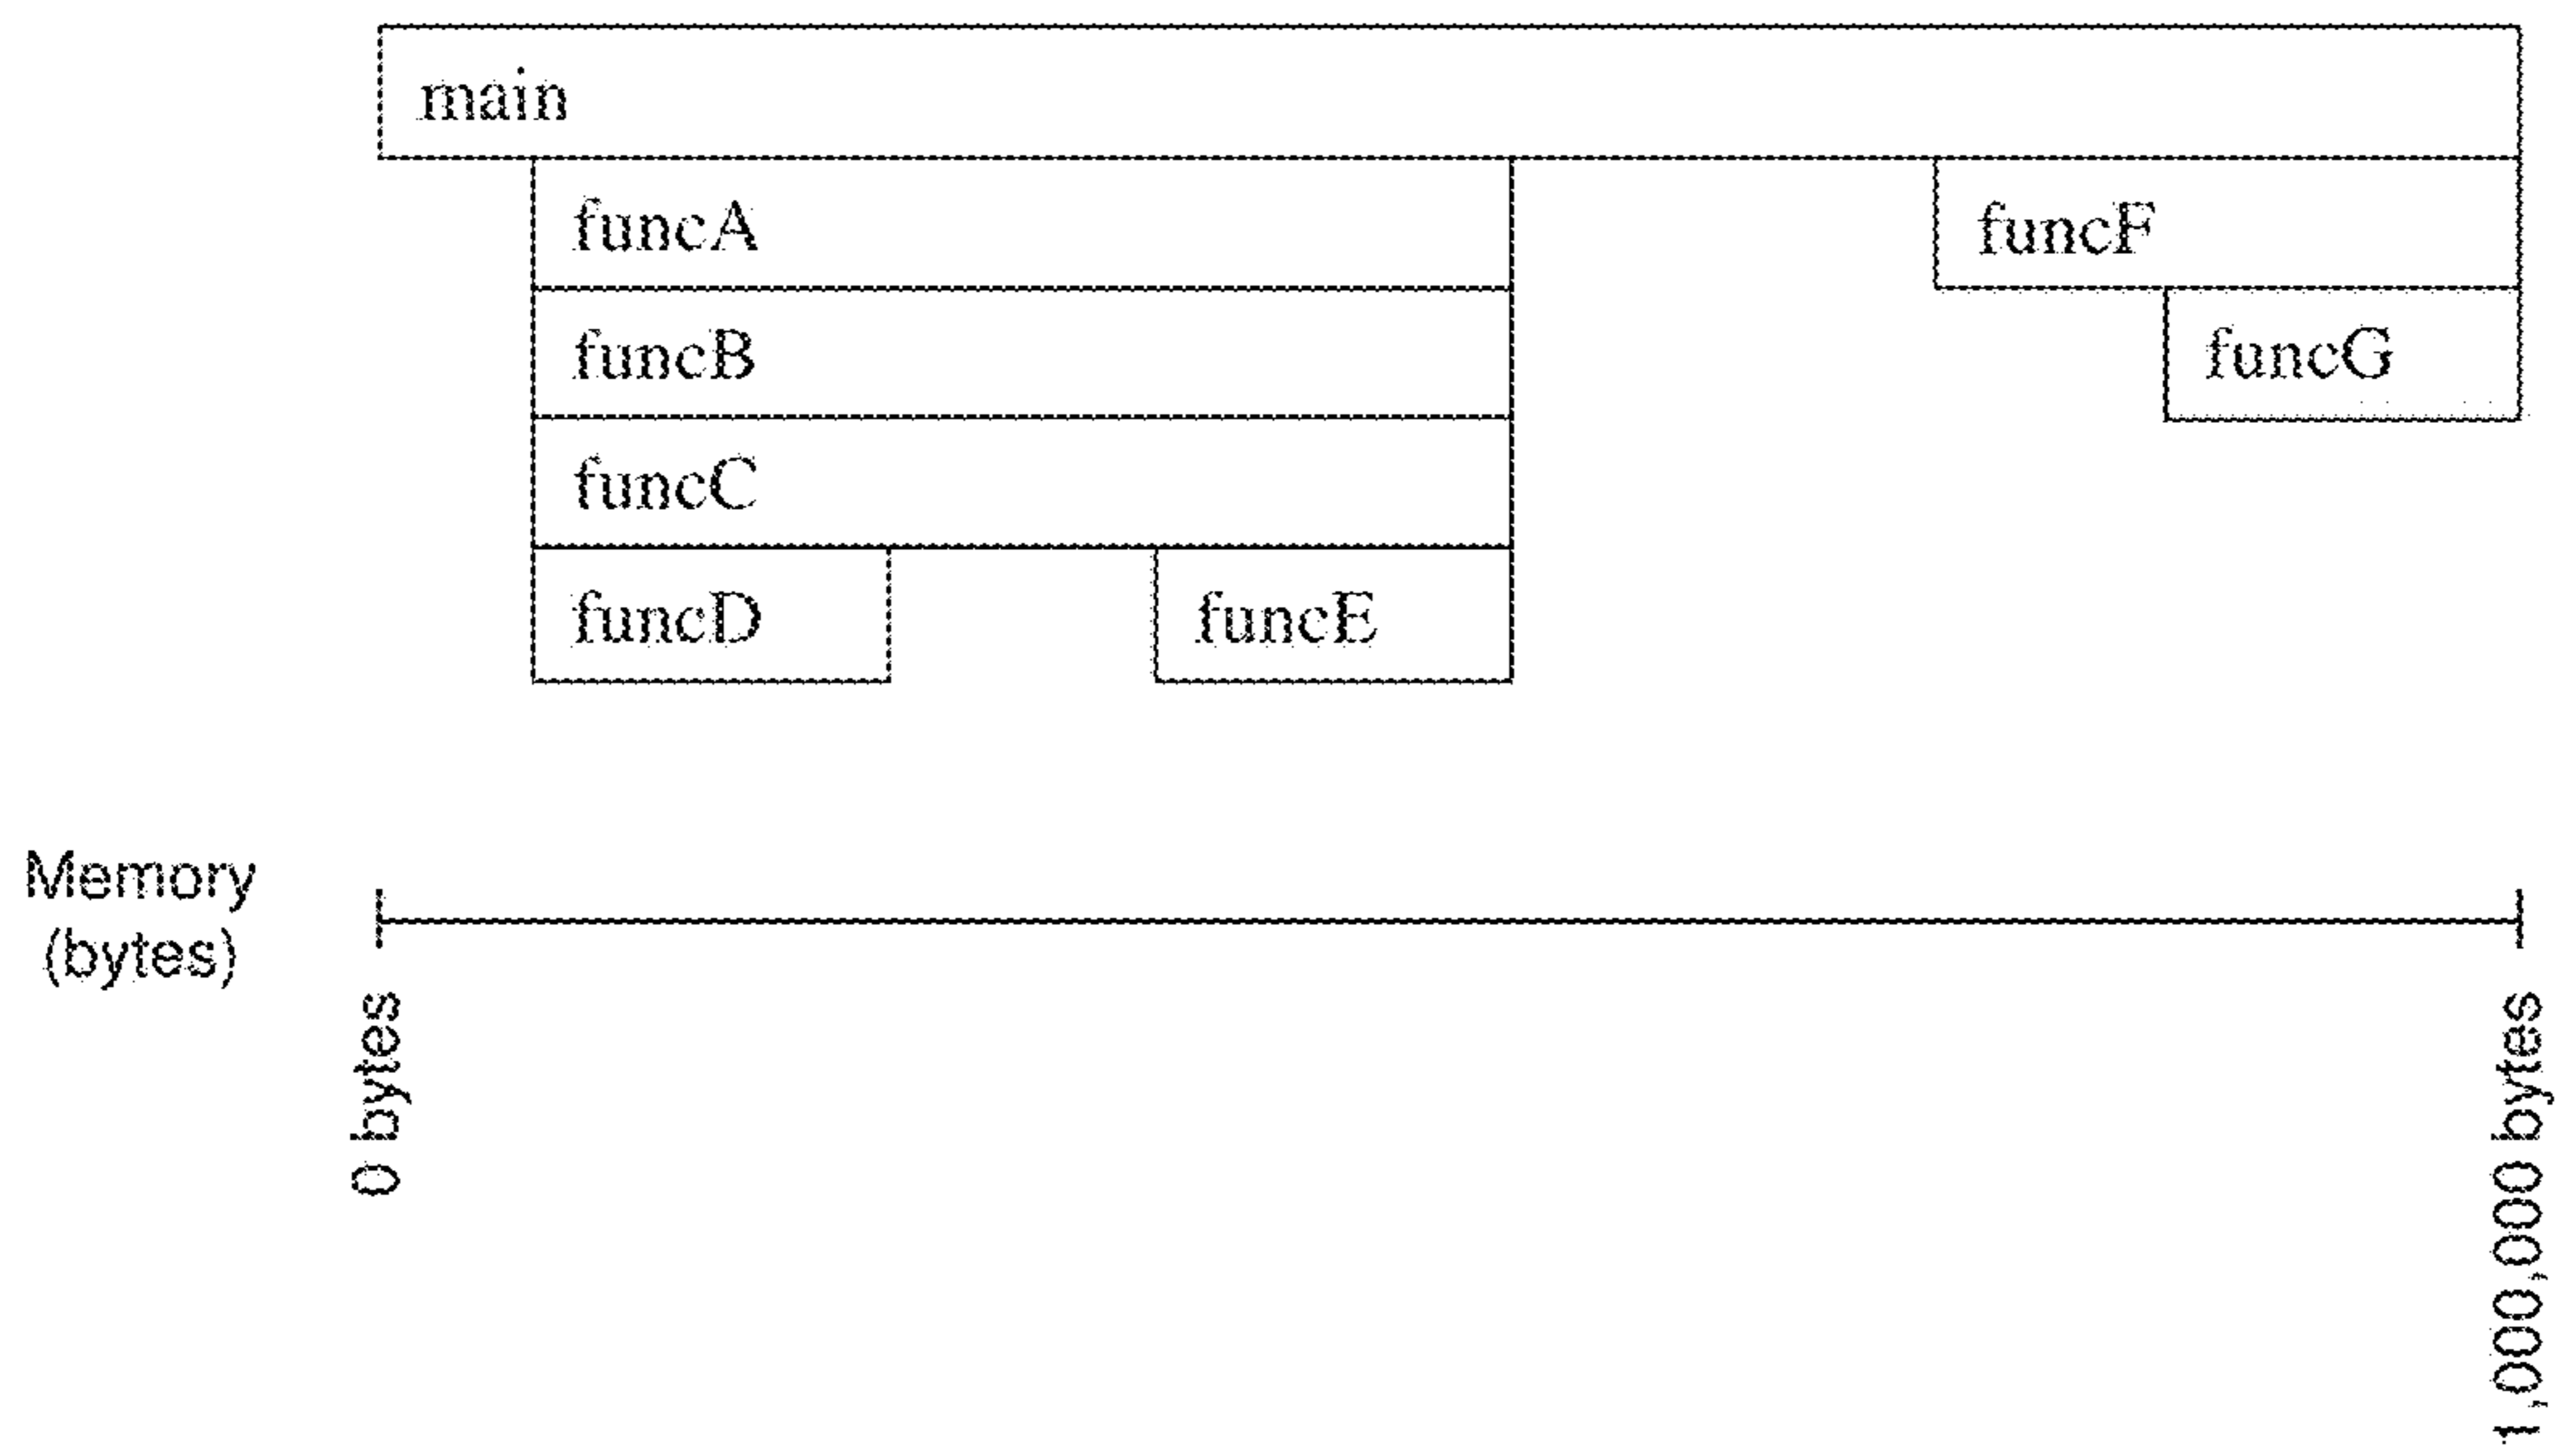 main
funcA
funcF
funcB
funcG
funcC
funcD
funcE
Memory
(bytes)
0 bytes
1,000,000 bytes